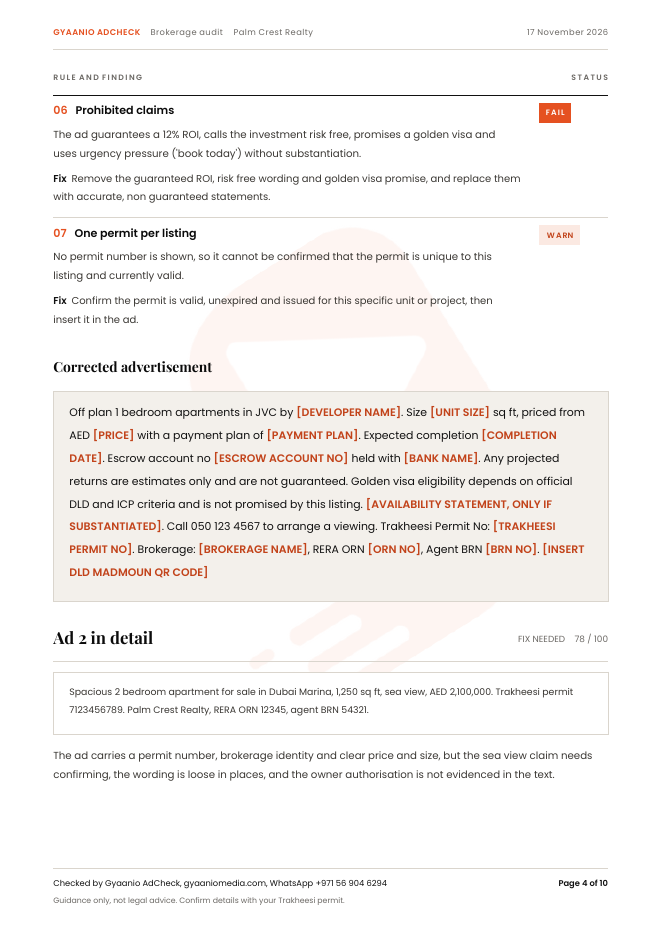 GYAANIO ADCHECK Brokerage audit Palm Crest Realty 17 November 2026
RULE AND FINDING STATUS
06 Prohibited claims FAIL
The ad guarantees a 12% ROI, calls the investment risk free, promises a golden visa and
uses urgency pressure ('book today') without substantiation.
Fix Remove the guaranteed ROI, risk free wording and golden visa promise, and replace them
with accurate, non guaranteed statements.
07 One permit per listing WARN
No permit number is shown, so it cannot be confirmed that the permit is unique to this
listing and currently valid.
Fix Confirm the permit is valid, unexpired and issued for this specific unit or project, then
insert it in the ad.
Corrected advertisement
Off plan 1 bedroom apartments in JVC by [DEVELOPER NAME]. Size [UNIT SIZE] sq ft, priced from
AED [PRICE] with a payment plan of [PAYMENT PLAN]. Expected completion [COMPLETION
DATE]. Escrow account no [ESCROW ACCOUNT NO] held with [BANK NAME]. Any projected
returns are estimates only and are not guaranteed. Golden visa eligibility depends on official
DLD and ICP criteria and is not promised by this listing. [AVAILABILITY STATEMENT, ONLY IF
SUBSTANTIATED]. Call 050 123 4567 to arrange a viewing. Trakheesi Permit No: [TRAKHEESI
PERMIT NO]. Brokerage: [BROKERAGE NAME], RERA ORN [ORN NO], Agent BRN [BRN NO]. [INSERT
DLD MADMOUN QR CODE]
Ad 2 in detail FIX NEEDED 78 / 100
Spacious 2 bedroom apartment for sale in Dubai Marina, 1,250 sq ft, sea view, AED 2,100,000. Trakheesi permit
7123456789. Palm Crest Realty, RERA ORN 12345, agent BRN 54321.
The ad carries a permit number, brokerage identity and clear price and size, but the sea view claim needs
confirming, the wording is loose in places, and the owner authorisation is not evidenced in the text.
Checked by Gyaanio AdCheck, gyaaniomedia.com, WhatsApp +971 56 904 6294 Page 4 of 10
Guidance only, not legal advice. Confirm details with your Trakheesi permit.